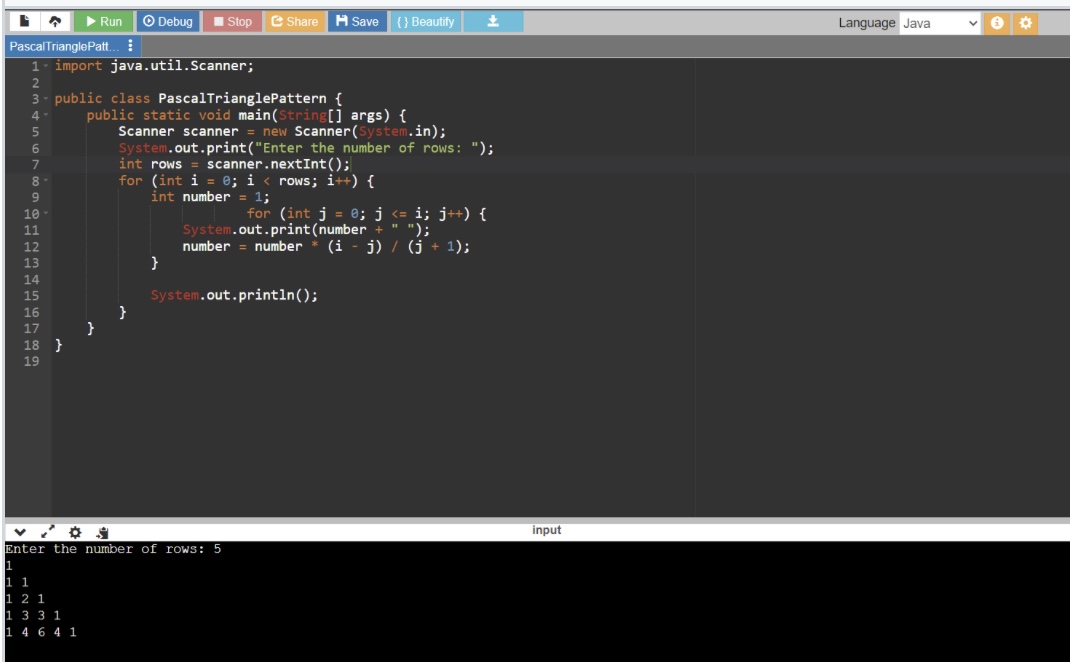 Run Debug Stop Share Save { } Beautify Language Java
PascalTrianglePatt...
1 import java.util.Scanner;
2
3 public class PascalTrianglePattern {
4 public static void main(String[] args) {
5 Scanner scanner = new Scanner(System.in);
6 System.out.print("Enter the number of rows: ");
7 int rows = scanner.nextInt();
8 for (int i = 0; i < rows; i++) {
9 int number = 1;
10 for (int j = 0; j <= i; j++) {
11 System.out.print(number + " ");
12 number = number * (i - j) / (j + 1);
13 }
14
15 System.out.println();
16 }
17 }
18 }
19
input
Enter the number of rows: 5
1
1 1
1 2 1
1 3 3 1
1 4 6 4 1